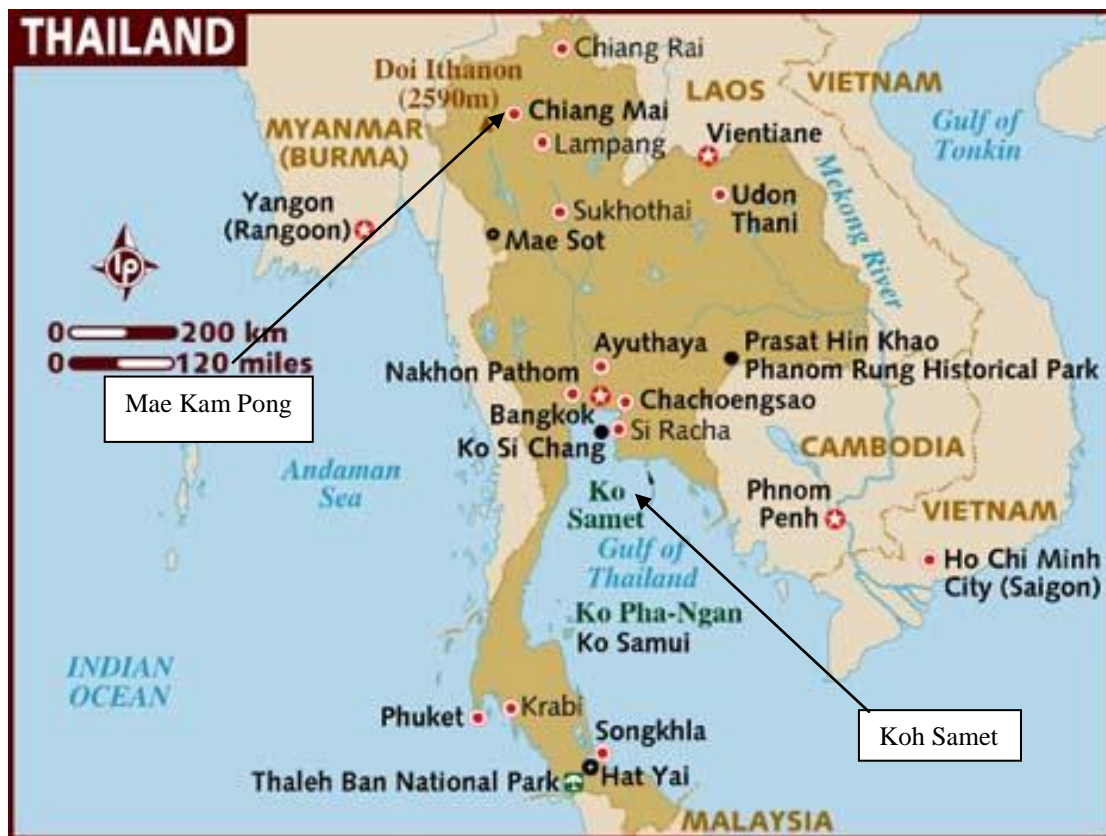 THAILAND
Chiang Rai
Doi Ithanon
(2590m)
Chiang Mai
LAOS
VIETNAM
MYANMAR
(BURMA)
Lampang
Vientiane
Gulf of
Tonkin
Mekong River
Yangon
(Rangoon)
Sukhothai
Udon
Thani
Mae Sot
lp
0 200 km
0 120 miles
Mae Kam Pong
Ayuthaya
Prasat Hin Khao
Phanom Rung Historical Park
Nakhon Pathom
Bangkok
Chachoengsao
Ko Si Chang
Si Racha
CAMBODIA
Andaman
Sea
Ko
Samet
Phnom
Penh
VIETNAM
Gulf of
Thailand
Ho Chi Minh
City (Saigon)
Ko Pha-Ngan
Ko Samui
INDIAN
OCEAN
Phuket
Krabi
Songkhla
Koh Samet
Thaleh Ban National Park
Hat Yai
MALAYSIA